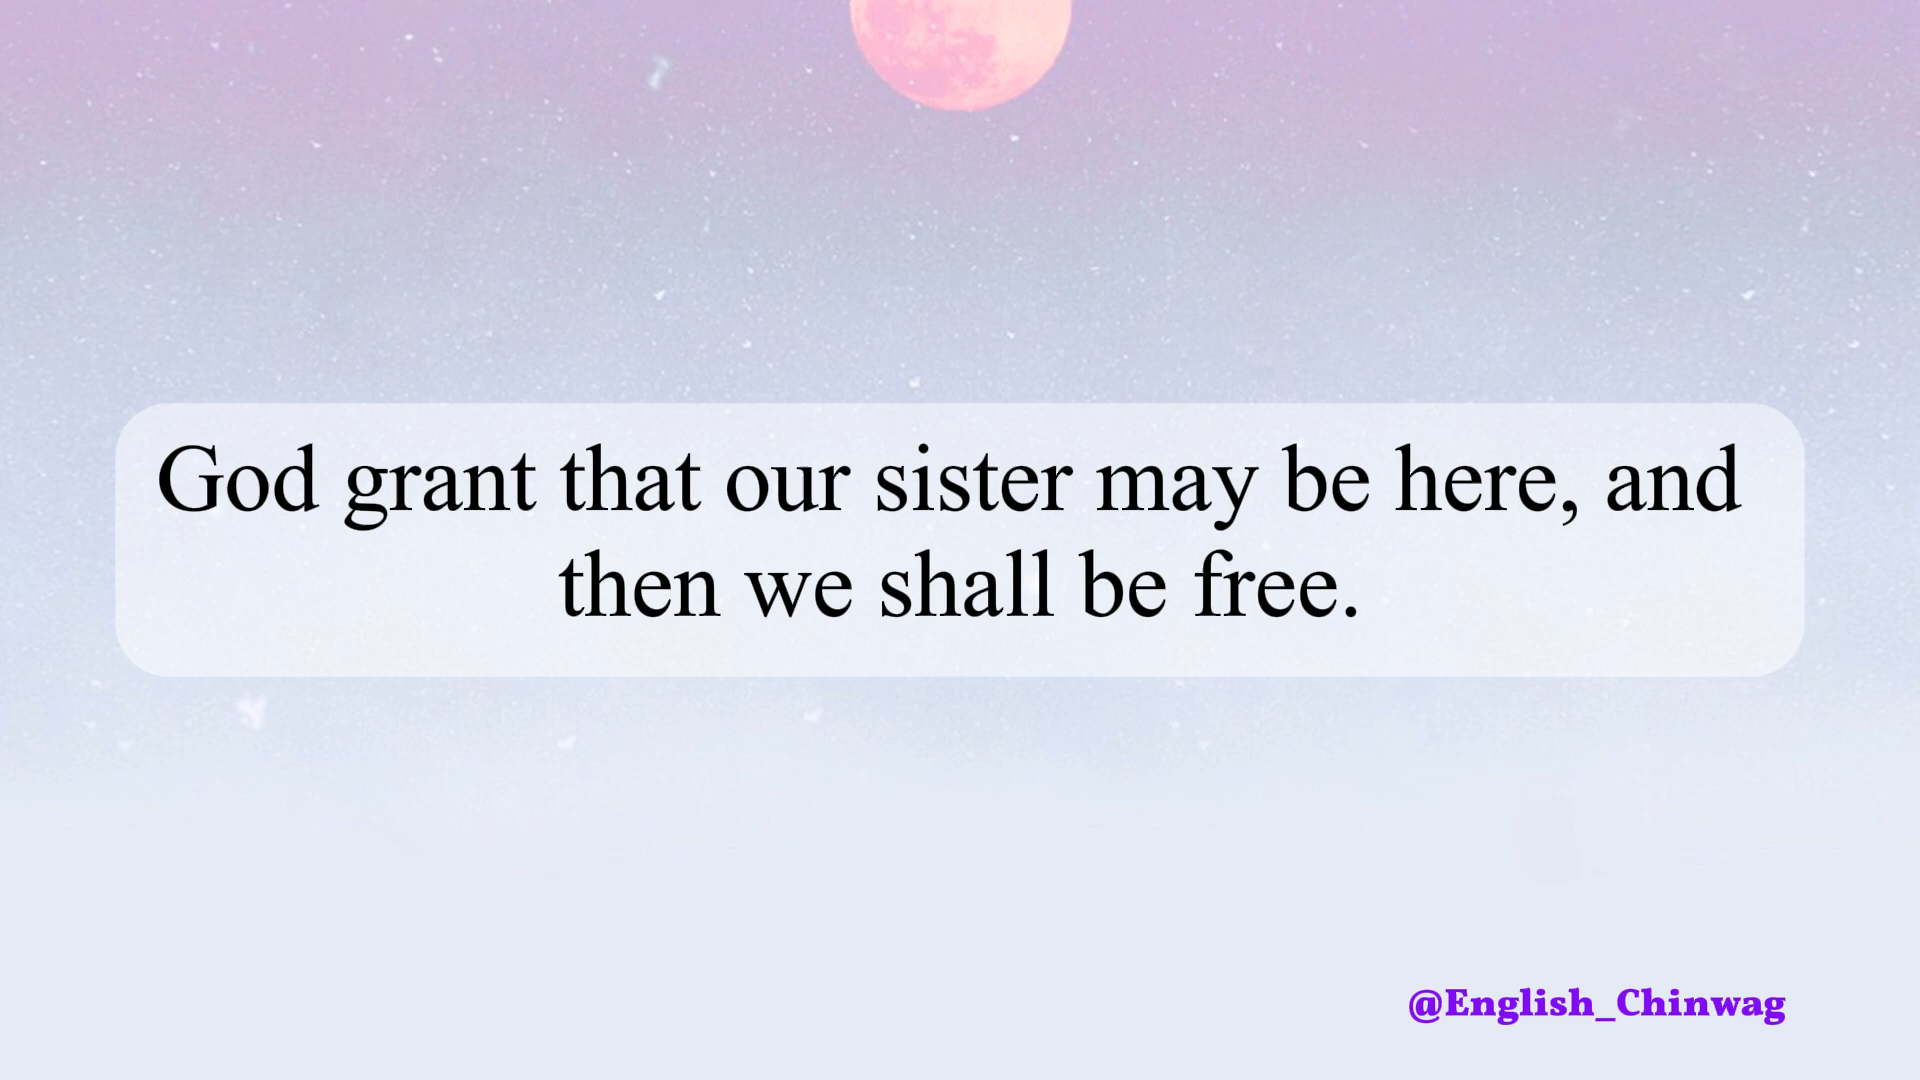 God grant that our sister may be here, and
then we shall be free.
@English_Chinwag